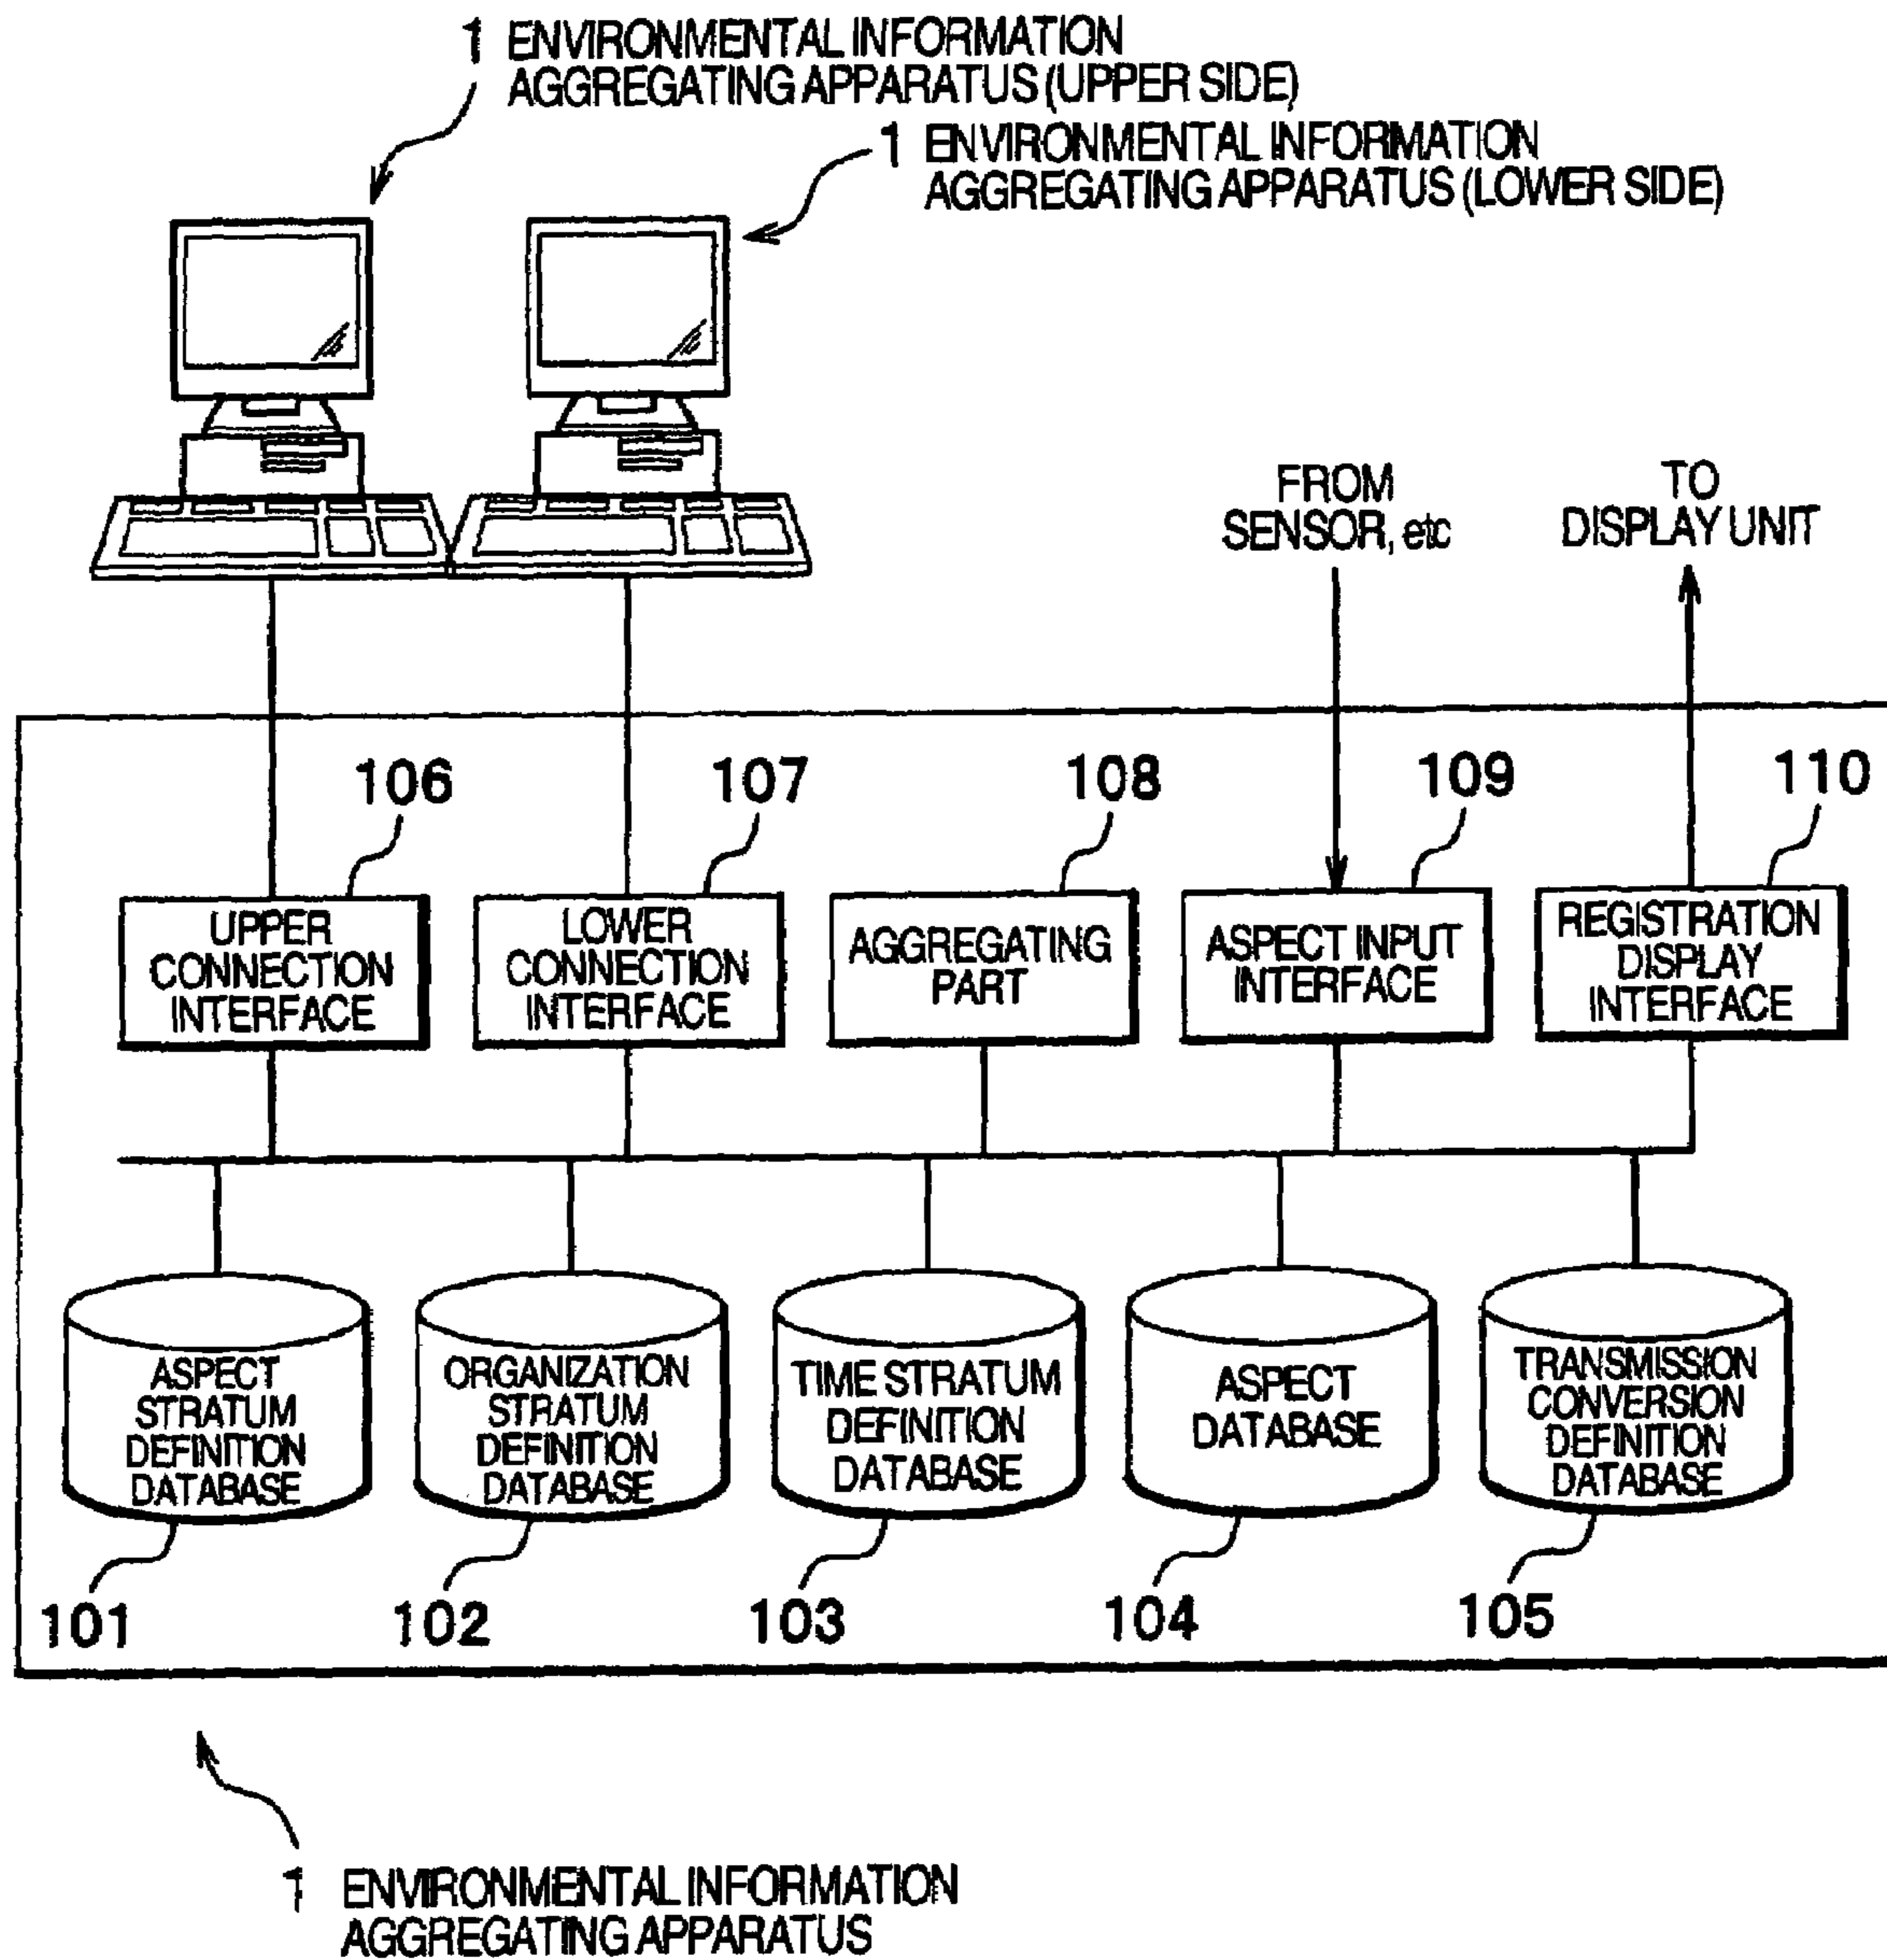 1 ENVIRONMENTAL INFORMATION
AGGREGATING APPARATUS (UPPER SIDE)
1 ENVIRONMENTAL INFORMATION
AGGREGATING APPARATUS (LOWER SIDE)
FROM
SENSOR, etc
TO
DISPLAY UNIT
106
107
108
109
110
UPPER
CONNECTION
INTERFACE
LOWER
CONNECTION
INTERFACE
AGGREGATING
PART
ASPECT INPUT
INTERFACE
REGISTRATION
DISPLAY
INTERFACE
ASPECT
STRATUM
DEFINITION
DATABASE
ORGANIZATION
STRATUM
DEFINITION
DATABASE
TIME STRATUM
DEFINITION
DATABASE
ASPECT
DATABASE
TRANSMISSION
CONVERSION
DEFINITION
DATABASE
101
102
103
104
105
1 ENVIRONMENTAL INFORMATION
AGGREGATING APPARATUS